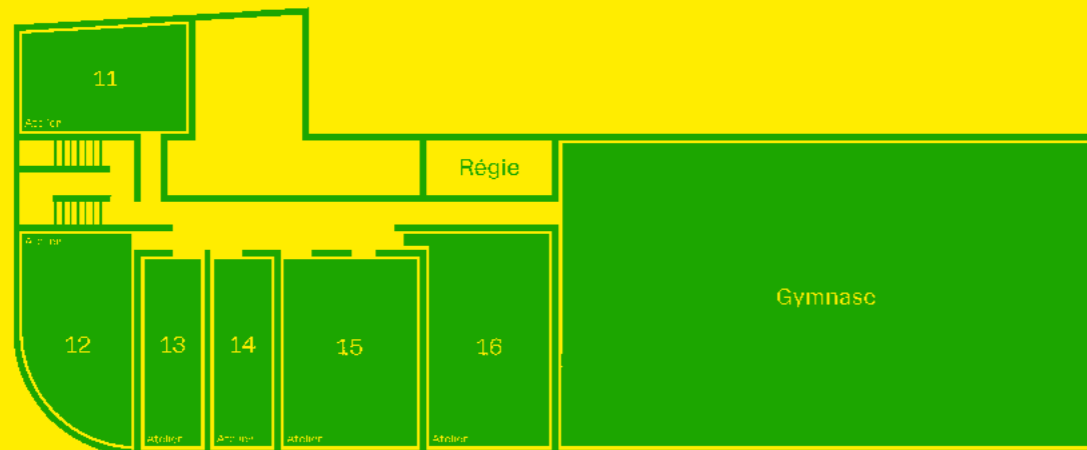 11
Atelier
Régie
Atelier
Gymnase
12
13
14
15
16
Atelier
Atelier
Atelier
Atelier